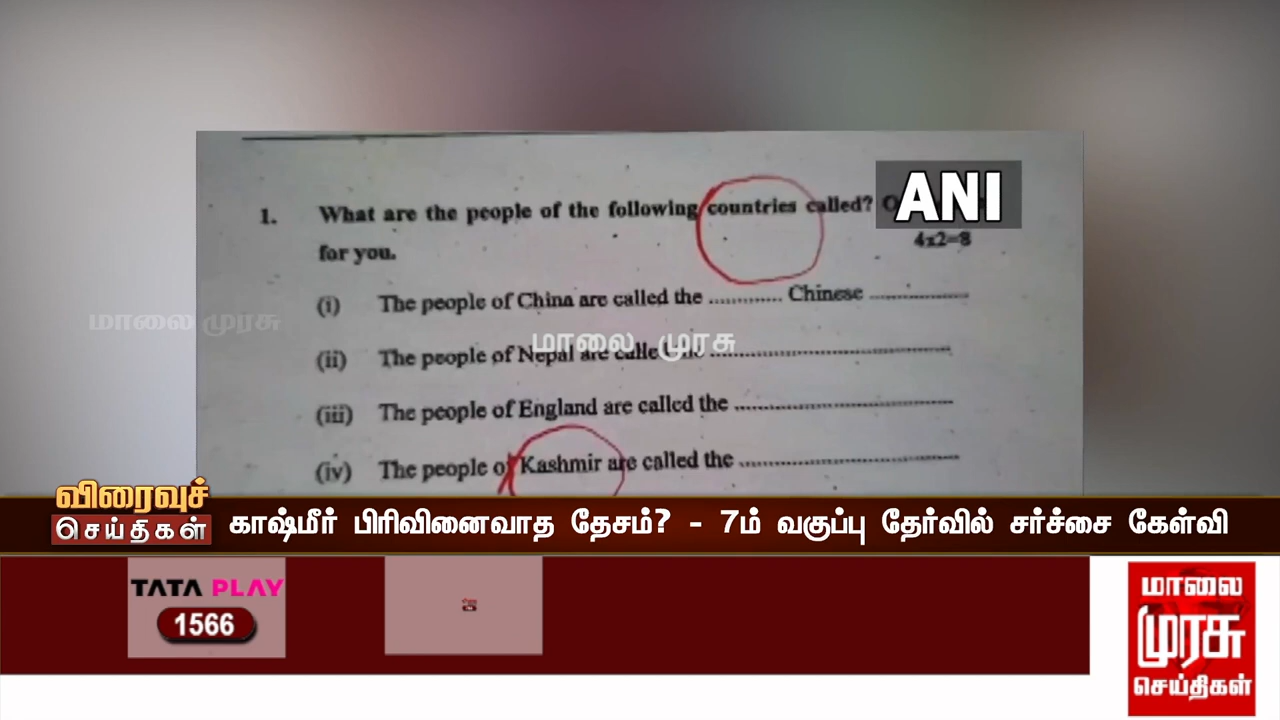 ANI
1. What are the people of the following countries called?
4x2=8
for you.
(i) The people of China are called the ............ Chinese ..................
மாலை முரசு
மாலை முரசு
(ii) The people of Nepal are called ..........................................
(iii) The people of England are called the ......................................
(iv) The people of Kashmir are called the ......................................
விரைவுச்
செய்திகள்
காஷ்மீர் பிரிவினைவாத தேசம்? - 7ம் வகுப்பு தேர்வில் சர்ச்சை கேள்வி
TATA PLAY
1566
மாலை
முரசு
செய்திகள்